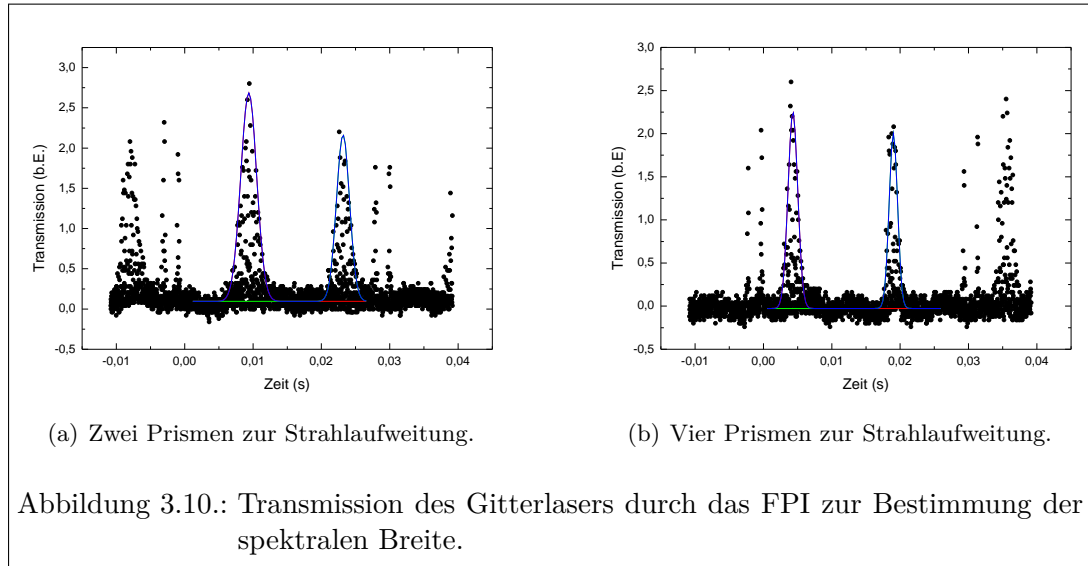 3,0
2,5
2,0
1,5
1,0
0,5
0,0
-0,5
Transmission (b.E.)
-0,01 0,00 0,01 0,02 0,03 0,04
Zeit (s)
3,0
2,5
2,0
1,5
1,0
0,5
0,0
-0,5
Transmission (b.E)
-0,01 0,00 0,01 0,02 0,03 0,04
Zeit (s)
(a) Zwei Prismen zur Strahlaufweitung.
(b) Vier Prismen zur Strahlaufweitung.
Abbildung 3.10.: Transmission des Gitterlasers durch das FPI zur Bestimmung der
spektralen Breite.